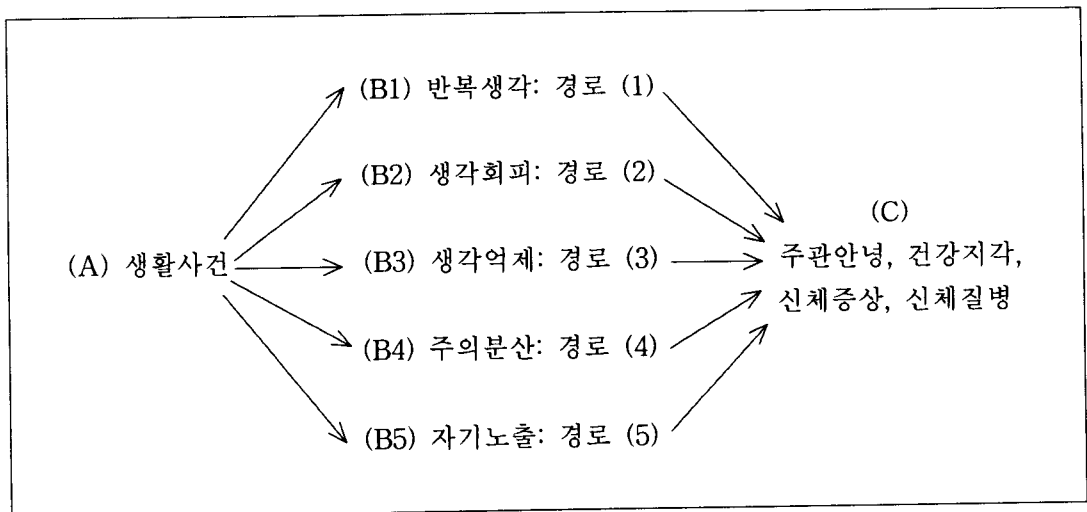 (B1) 반복생각: 경로 (1)
(B2) 생각회피: 경로 (2)
(A) 생활사건
(B3) 생각억제: 경로 (3)
(B4) 주의분산: 경로 (4)
(B5) 자기노출: 경로 (5)
(C)
주관안녕, 건강지각,
신체증상, 신체질병